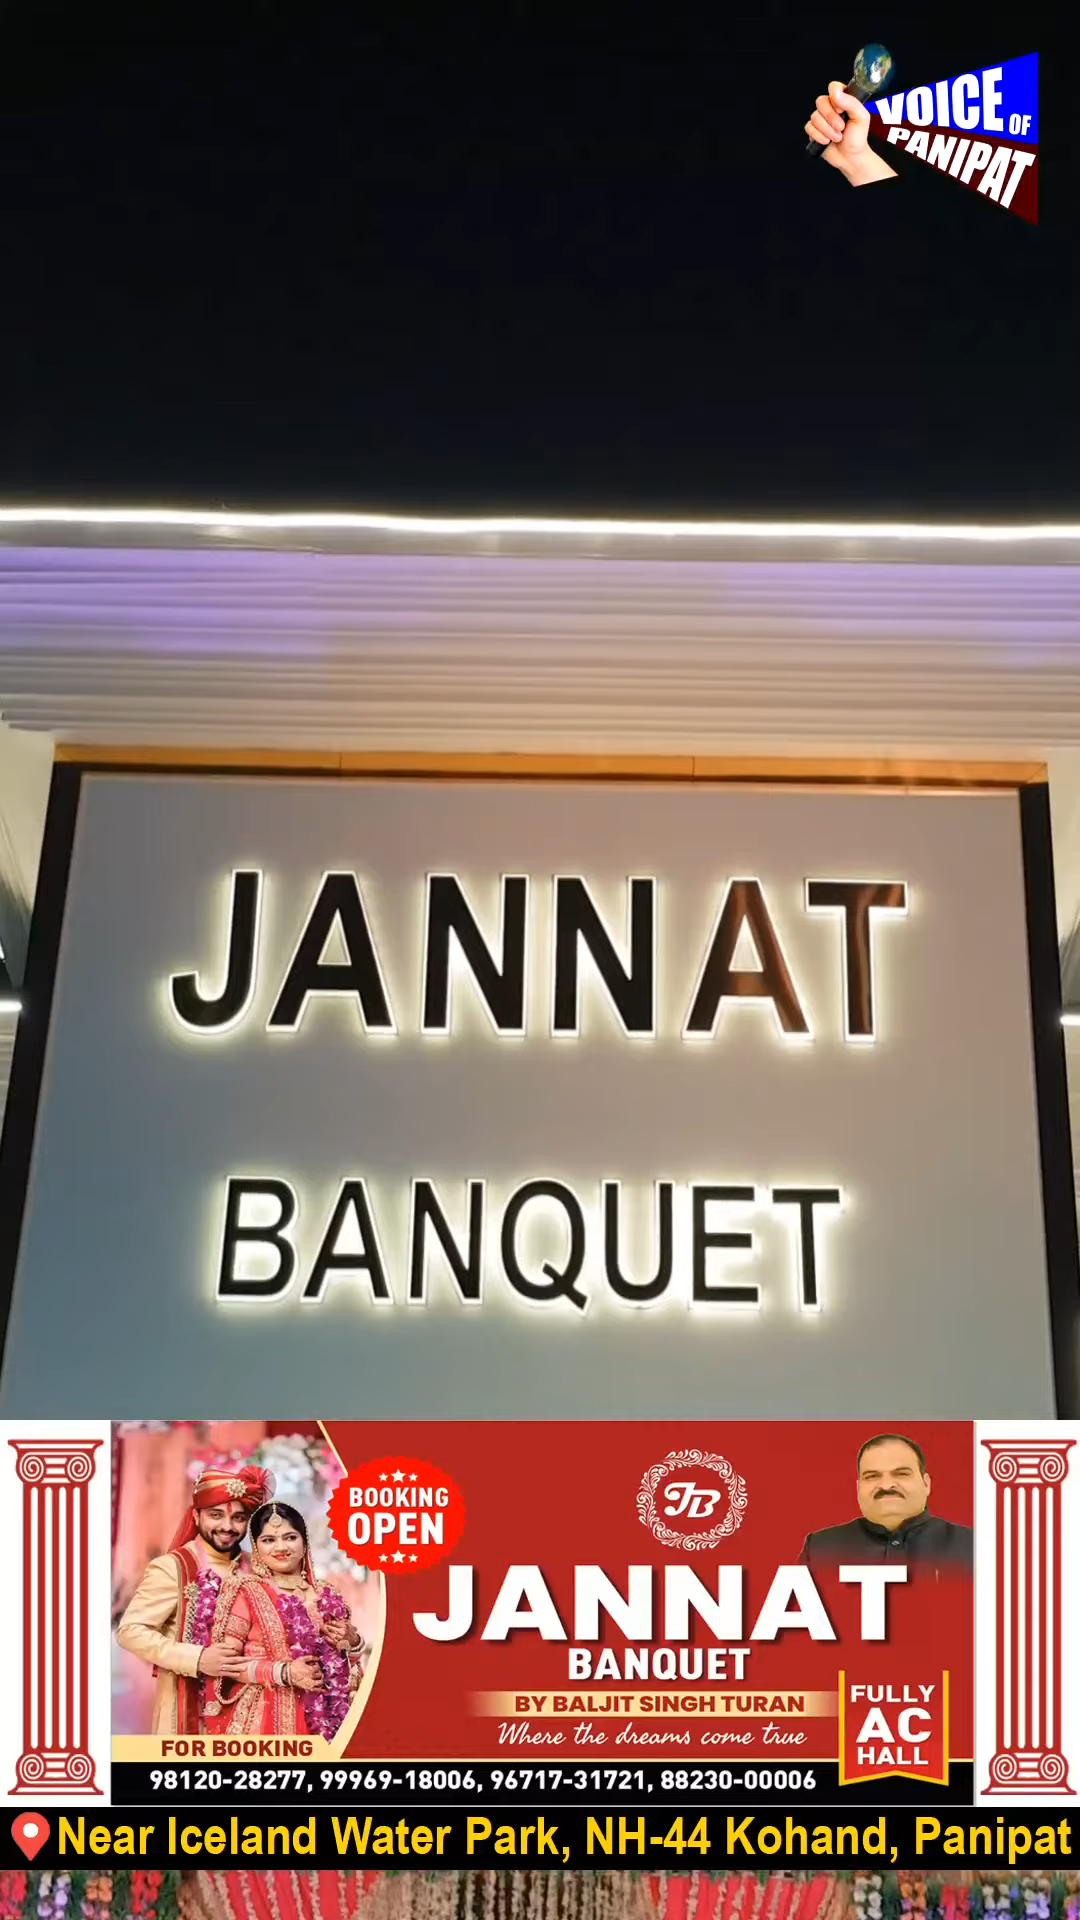 VOICE OF
PANIPAT
JANNAT
BANQUET
BOOKING
OPEN
JB
JANNAT
BANQUET
BY BALJIT SINGH TURAN
Where the dreams come true
FULLY
AC
HALL
FOR BOOKING
98120-28277, 99969-18006, 96717-31721, 88230-00006
Near Iceland Water Park, NH-44 Kohand, Panipat